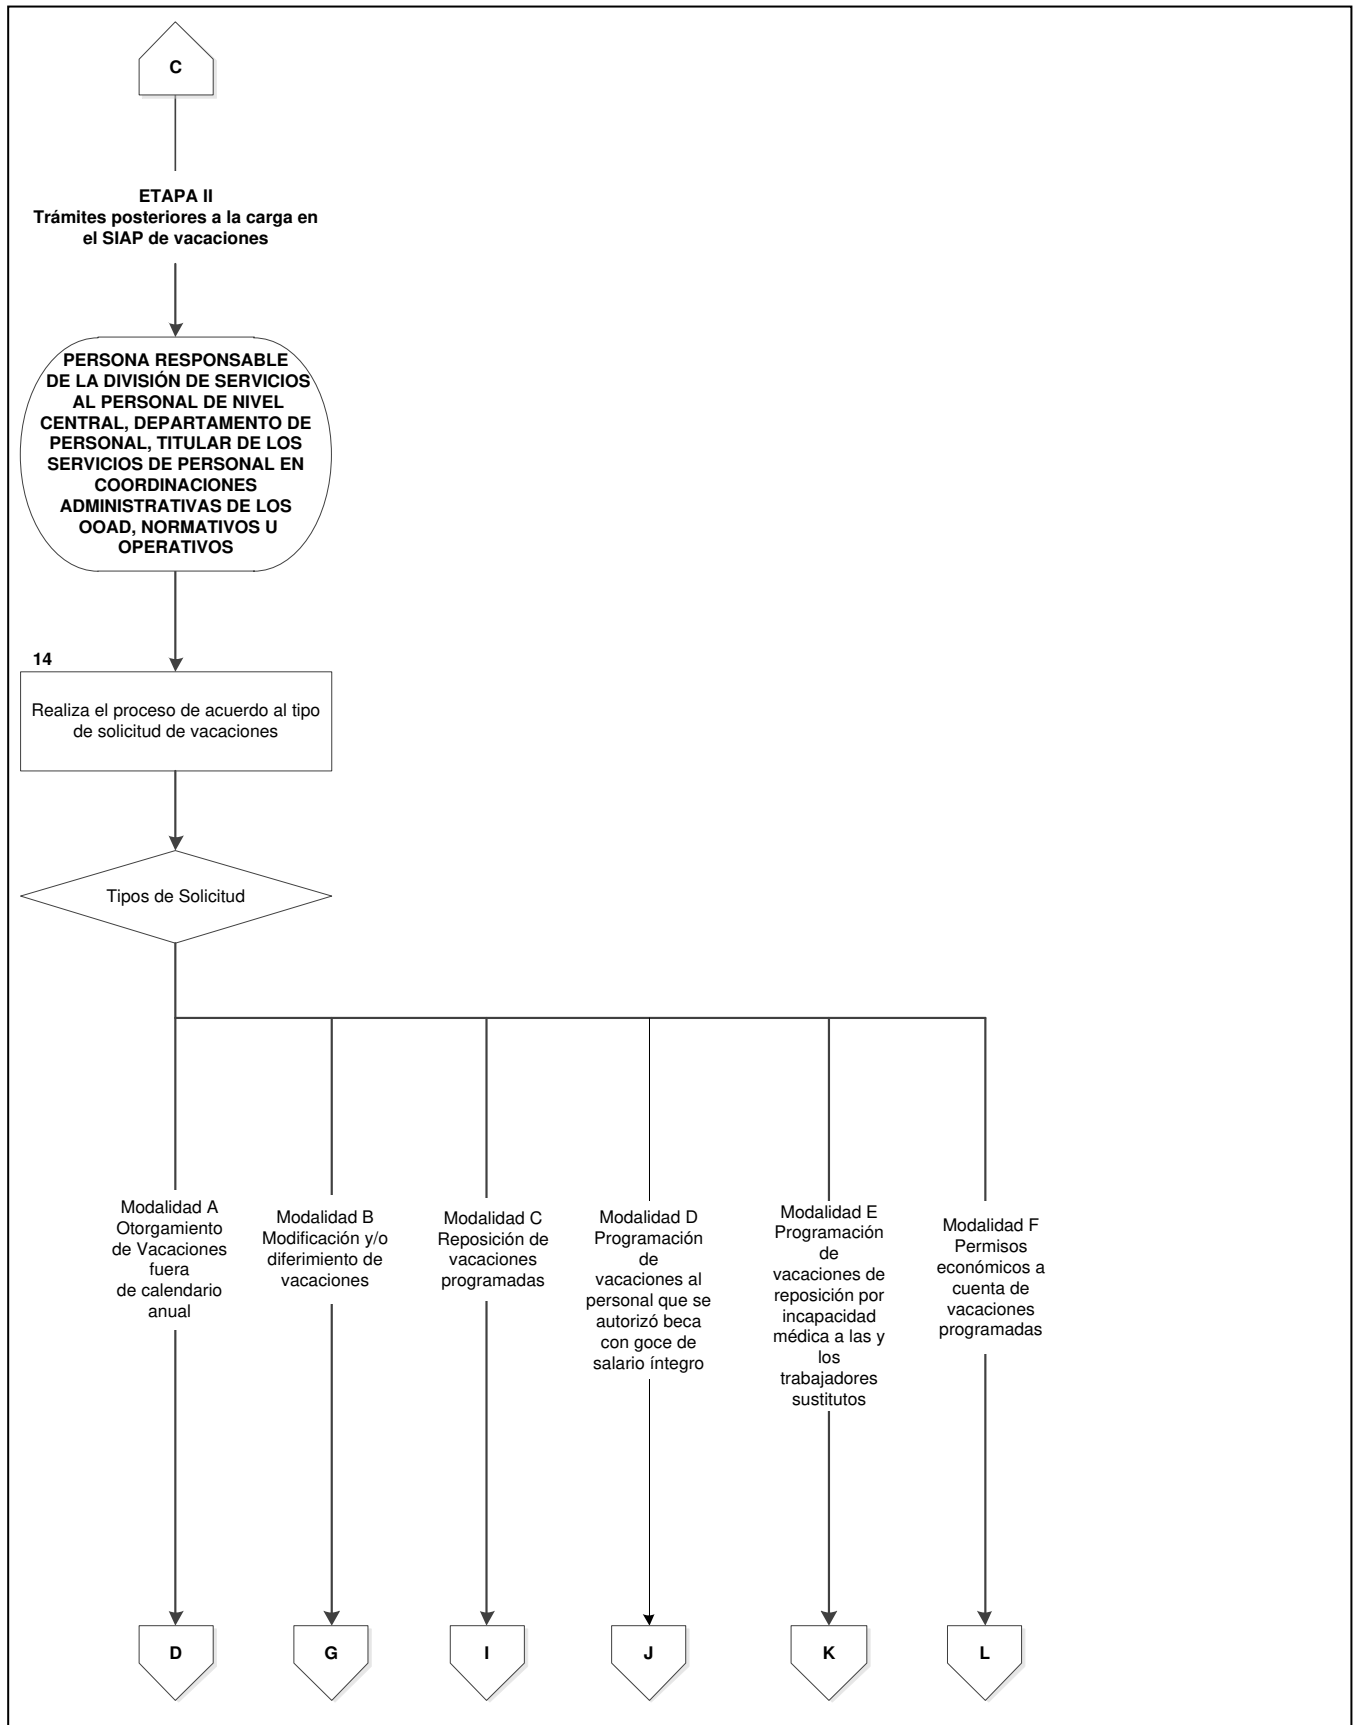 C
ETAPA II
Trámites posteriores a la carga en
el SIAP de vacaciones
PERSONA RESPONSABLE
DE LA DIVISIÓN DE SERVICIOS
AL PERSONAL DE NIVEL
CENTRAL, DEPARTAMENTO DE
PERSONAL, TITULAR DE LOS
SERVICIOS DE PERSONAL EN
COORDINACIONES
ADMINISTRATIVAS DE LOS
OOAD, NORMATIVOS U
OPERATIVOS
14
Realiza el proceso de acuerdo al tipo
de solicitud de vacaciones
Tipos de Solicitud
Modalidad A
Otorgamiento
de Vacaciones
fuera
de calendario
anual
Modalidad B
Modificación y/o
diferimiento de
vacaciones
Modalidad C
Reposición de
vacaciones
programadas
Modalidad D
Programación
de
vacaciones al
personal que se
autorizó beca
con goce de
salario íntegro
Modalidad E
Programación
de
vacaciones de
reposición por
incapacidad
médica a las y
los
trabajadores
sustitutos
Modalidad F
Permisos
económicos a
cuenta de
vacaciones
programadas
D
G
I
J
K
L